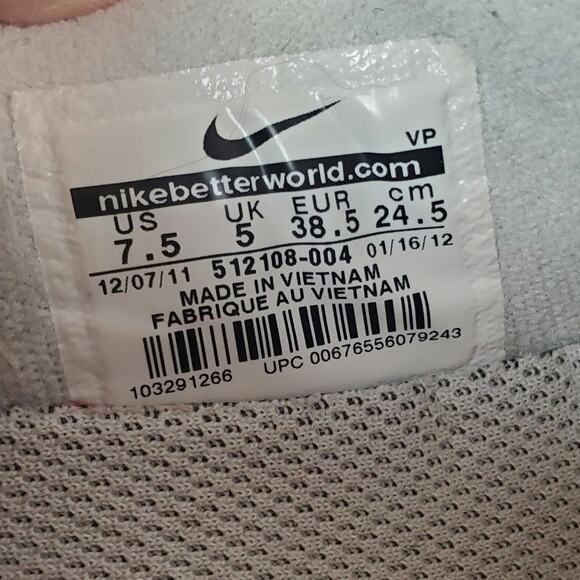 VP
nikebetterworld.com
US UK EUR cm
7.5 5 38.5 24.5
12/07/11 512108-004 01/16/12
MADE IN VIETNAM
FABRIQUE AU VIETNAM
103291266 UPC 00676556079243